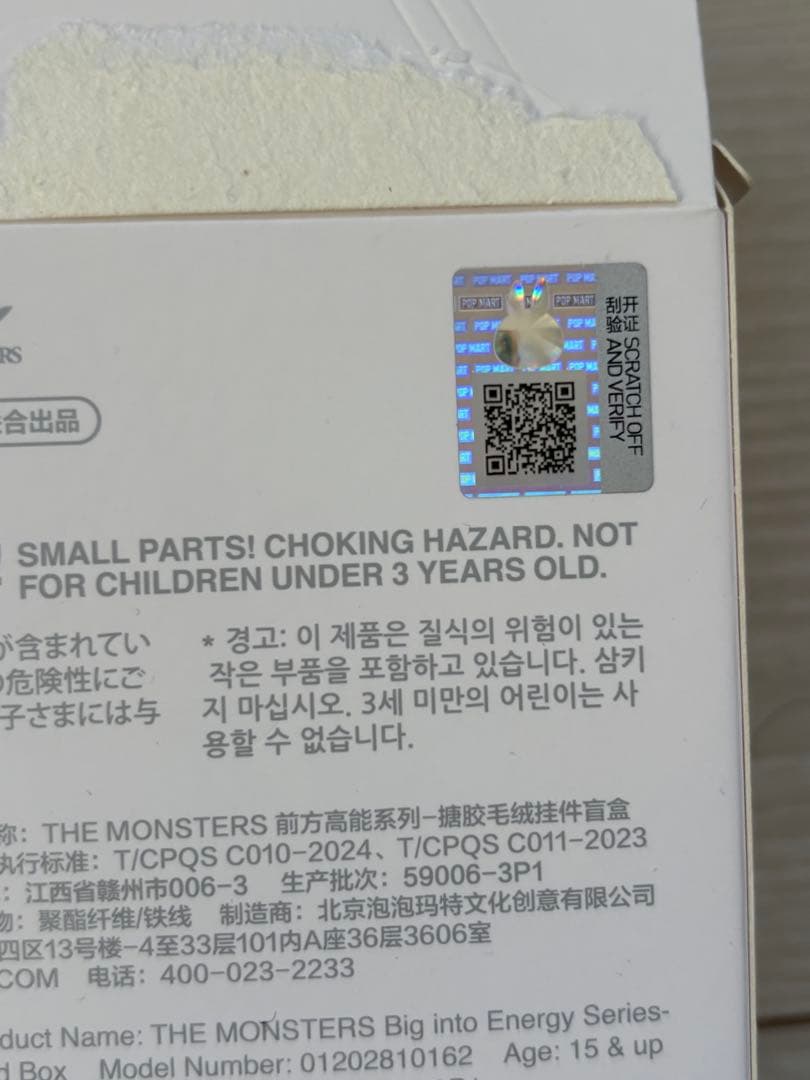 POP MART
POP MART
开 SCRATCH OFF
刮
证 AND VERIFY
验
RS
合出品
SMALL PARTS! CHOKING HAZARD. NOT
FOR CHILDREN UNDER 3 YEARS OLD.
が含まれてい
危険性にご
子さまには与
* 경고: 이 제품은 질식의 위험이 있는
작은 부품을 포함하고 있습니다. 삼키
지 마십시오. 3세 미만의 어린이는 사
용할 수 없습니다.
称: THE MONSTERS 前方高能系列-搪胶毛绒挂件盲盒
执行标准: T/CPQS C010-2024、T/CPQS C011-2023
: 江西省赣州市006-3 生产批次: 59006-3P1
物: 聚酯纤维/铁线 制造商: 北京泡泡玛特文化创意有限公司
四区13号楼-4至33层101内A座36层3606室
COM 电话: 400-023-2233
duct Name: THE MONSTERS Big into Energy Series-
d Box Model Number: 01202810162 Age: 15 & up